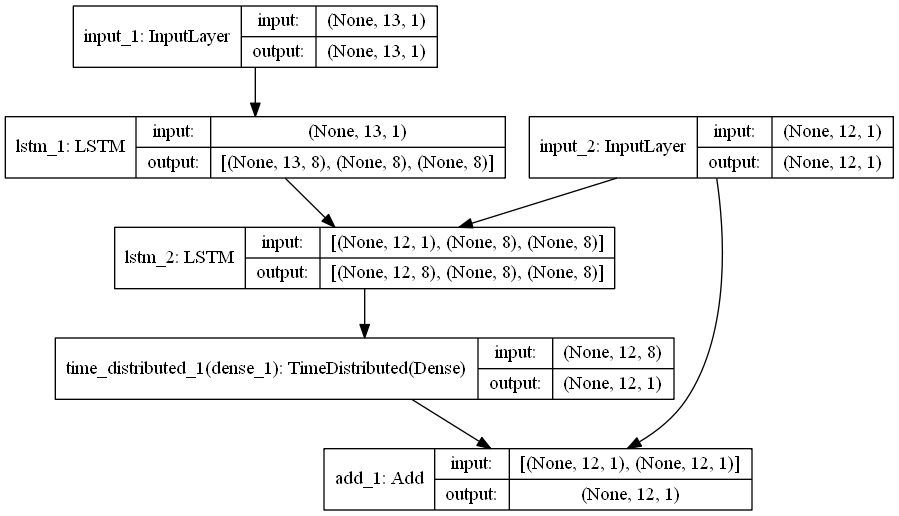 input_1: InputLayer
input: (None, 13, 1)
output: (None, 13, 1)
lstm_1: LSTM
input: (None, 13, 1)
output: [(None, 13, 8), (None, 8), (None, 8)]
input_2: InputLayer
input: (None, 12, 1)
output: (None, 12, 1)
lstm_2: LSTM
input: [(None, 12, 1), (None, 8), (None, 8)]
output: [(None, 12, 8), (None, 8), (None, 8)]
time_distributed_1(dense_1): TimeDistributed(Dense)
input: (None, 12, 8)
output: (None, 12, 1)
add_1: Add
input: [(None, 12, 1), (None, 12, 1)]
output: (None, 12, 1)